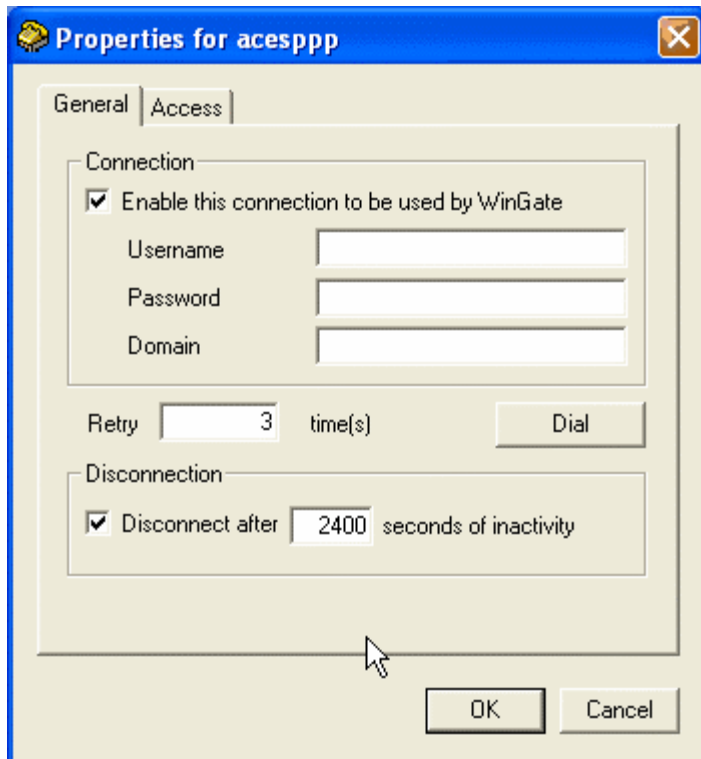 Properties for acesppp
General Access
Connection
Enable this connection to be used by WinGate
Username
Password
Domain
Retry 3 time(s) Dial
Disconnection
Disconnect after 2400 seconds of inactivity
OK Cancel